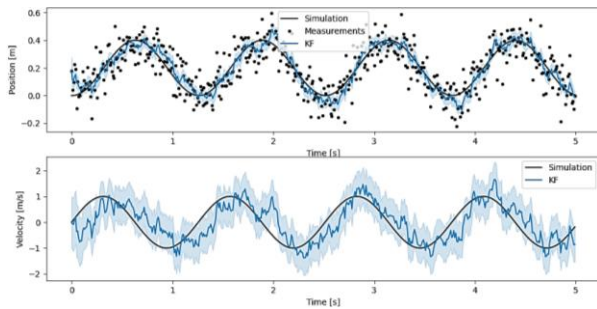 Simulation
Measurements
KF
Position [m]
0.6
0.4
0.2
0.0
−0.2
0 1 2 3 4 5
Time [s]
Simulation
KF
Velocity [m/s]
2
1
0
−1
−2
0 1 2 3 4 5
Time [s]